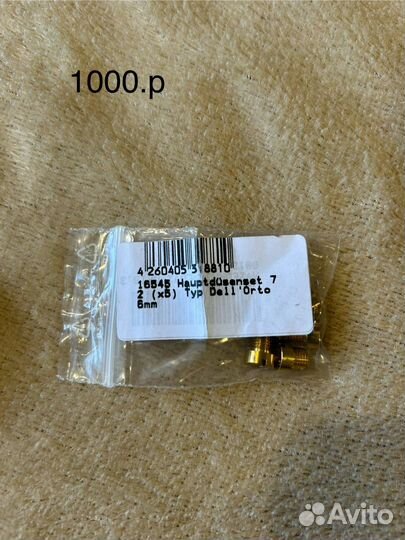 1000.р
4 260405 318810
16545 Hauptdüsenset 7
2 (x5) Typ Dell'Orto
6mm
Avito